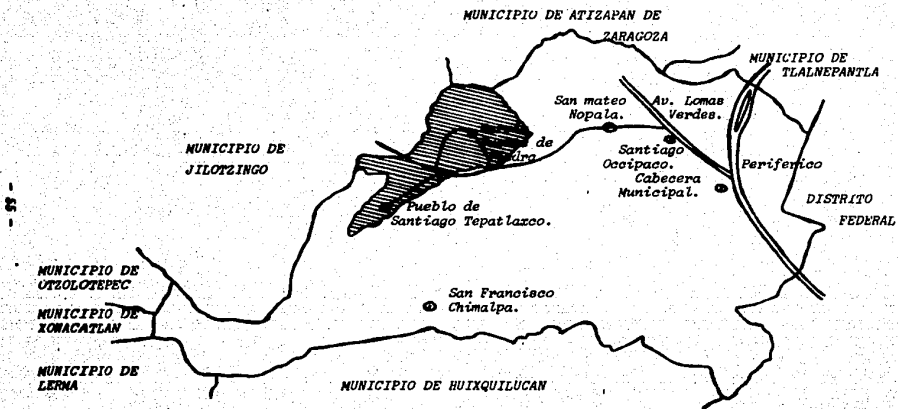 MUNICIPIO DE ATIZAPAN DE
ZARAGOZA
MUNICIPIO DE
TLALNEPANTLA
San mateo
Nopala.
Av. Lomas
Verdes.
MUNICIPIO DE
JILOTZINGO
de
Santiago
Occipaco.
Cabecera
Municipal.
Periferico
DISTRITO
FEDERAL
Pueblo de
Santiago Tepatlaxco.
MUNICIPIO DE
OTZOLOTEPEC
MUNICIPIO DE
XONACATLAN
MUNICIPIO DE
LERMA
San Francisco
Chimalpa.
MUNICIPIO DE HUIXQUILUCAN